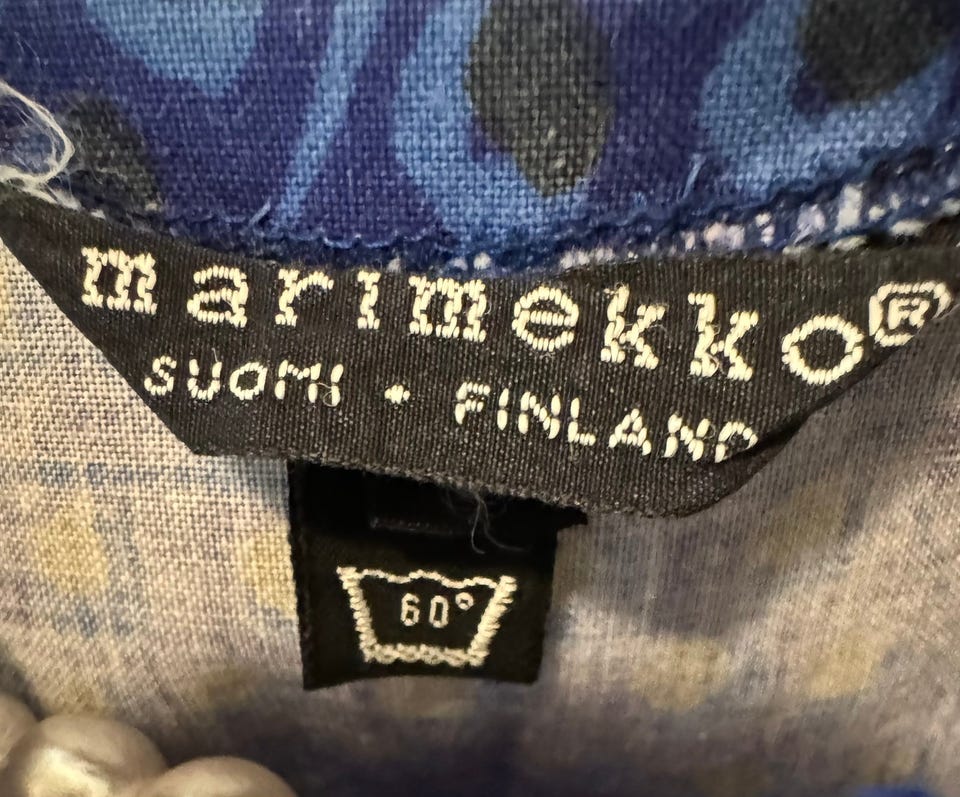 marimekko®
SUOMI • FINLAND
60°